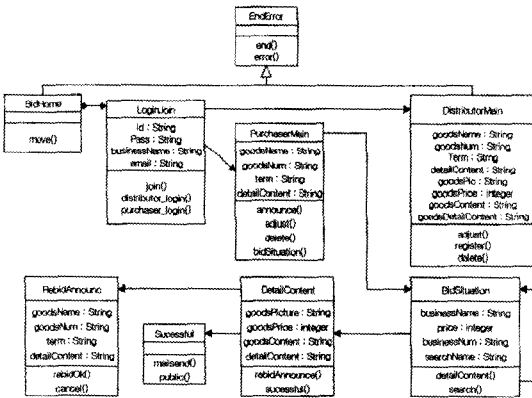 EndError
end()
error()
BidHome
move()
LoginJoin
Id : String
Pass : String
businessName : String
email : String
join()
distributor_login()
purchaser_login()
PurchaserMain
goodsName : String
goodsNum : String
term : String
detailContent : String
announce()
adjust()
delete()
bidSituation()
DistributorMain
goodsName : String
goodsNum : String
Term : String
detailContent : String
goodsPic : String
goodsPrice : integer
goodsContent : String
goodsDetailContent : String
adjust()
register()
delete()
RebidAnnounc
goodsName : String
goodsNum : String
term : String
detailContent : String
rebidOk()
cancel()
Sucessful
mailsend()
public()
DetailContent
goodsPicture : String
goodsPrice : integer
goodsContent : String
detailContent : String
rebidAnnounce()
sucessful()
BidSituation
businessName : String
price : integer
businessNum : String
searchName : String
detailContent()
search()